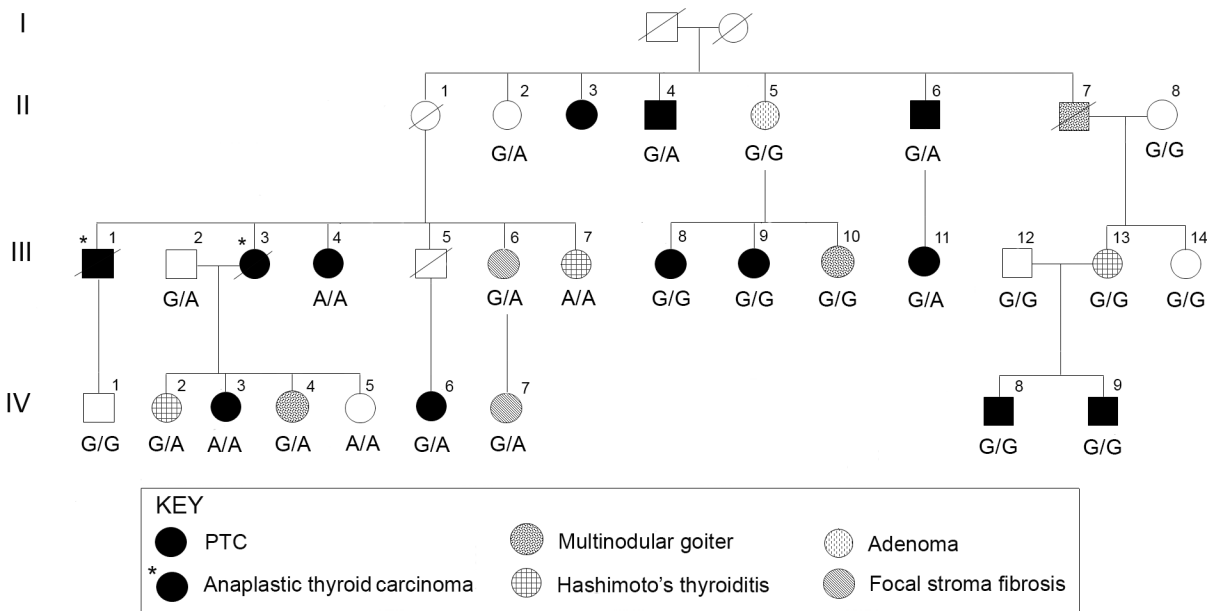 I
II
1 2 3 4 5 6 7 8
G/A G/A G/G G/A G/G
III
* 1 2 * 3 4 5 6 7 8 9 10 11 12 13 14
G/A A/A G/A A/A G/G G/G G/G G/A G/G G/G G/G
IV
1 2 3 4 5 6 7 8 9
G/G G/A A/A G/A A/A G/A G/A G/G G/G
KEY
PTC Multinodular goiter Adenoma
* Anaplastic thyroid carcinoma Hashimoto's thyroiditis Focal stroma fibrosis